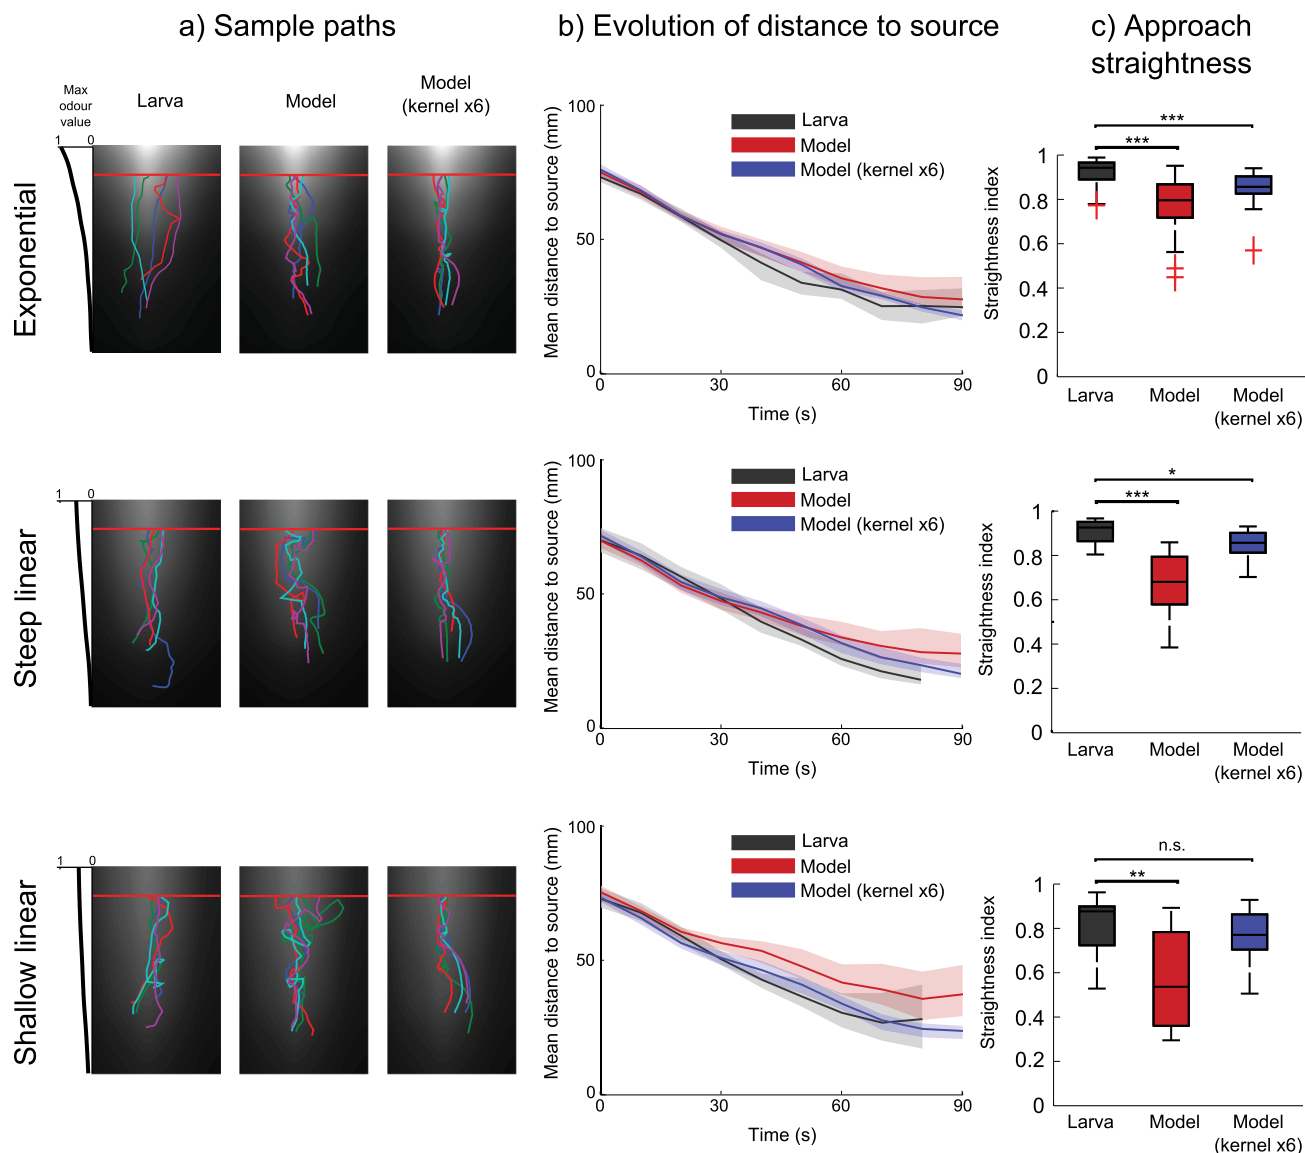 a) Sample paths
b) Evolution of distance to source
c) Approach
straightness
Max
odour
value
1 0
Larva
Model
Model
(kernel x6)
Exponential
Mean distance to source (mm)
100
50
0
0 30 60 90
Time (s)
Larva
Model
Model (kernel x6)
Straightness index
1
0.8
0.6
0.4
0.2
0
***
***
Larva
Model
Model
(kernel x6)
Steep linear
1 0
Mean distance to source (mm)
100
50
0
0 30 60 90
Time (s)
Larva
Model
Model (kernel x6)
Straightness index
1
0.8
0.6
0.4
0.2
0
*
***
Larva
Model
Model
(kernel x6)
Shallow linear
1 0
Mean distance to source (mm)
100
50
0
0 30 60 90
Time (s)
Larva
Model
Model (kernel x6)
Straightness index
1
0.8
0.6
0.4
0.2
0
n.s.
**
Larva
Model
Model
(kernel x6)